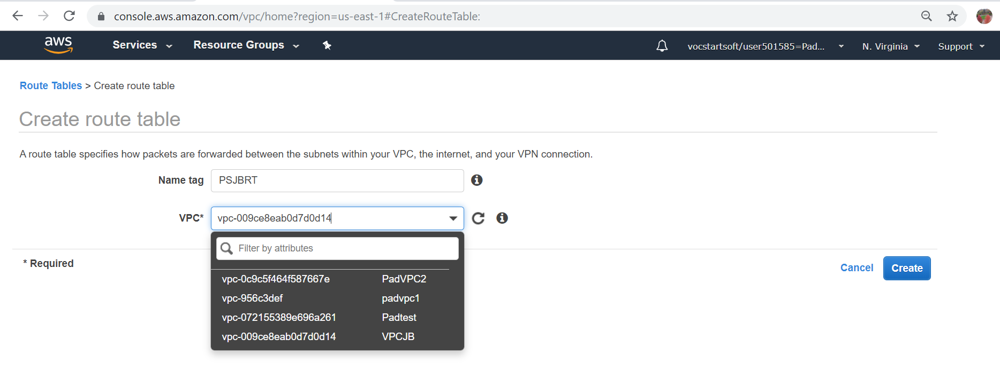 console.aws.amazon.com/vpc/home?region=us-east-1#CreateRouteTable:
aws Services Resource Groups vocstartsoft/user501585=Pad... N. Virginia Support
Route Tables > Create route table
Create route table
A route table specifies how packets are forwarded between the subnets within your VPC, the internet, and your VPN connection.
Name tag PSJBRT
VPC* vpc-009ce8eab0d7d0d14
Filter by attributes
* Required
Cancel Create
vpc-0c9c5f464f587667e PadVPC2
vpc-956c3def padvpc1
vpc-072155389e696a261 Padtest
vpc-009ce8eab0d7d0d14 VPCJB